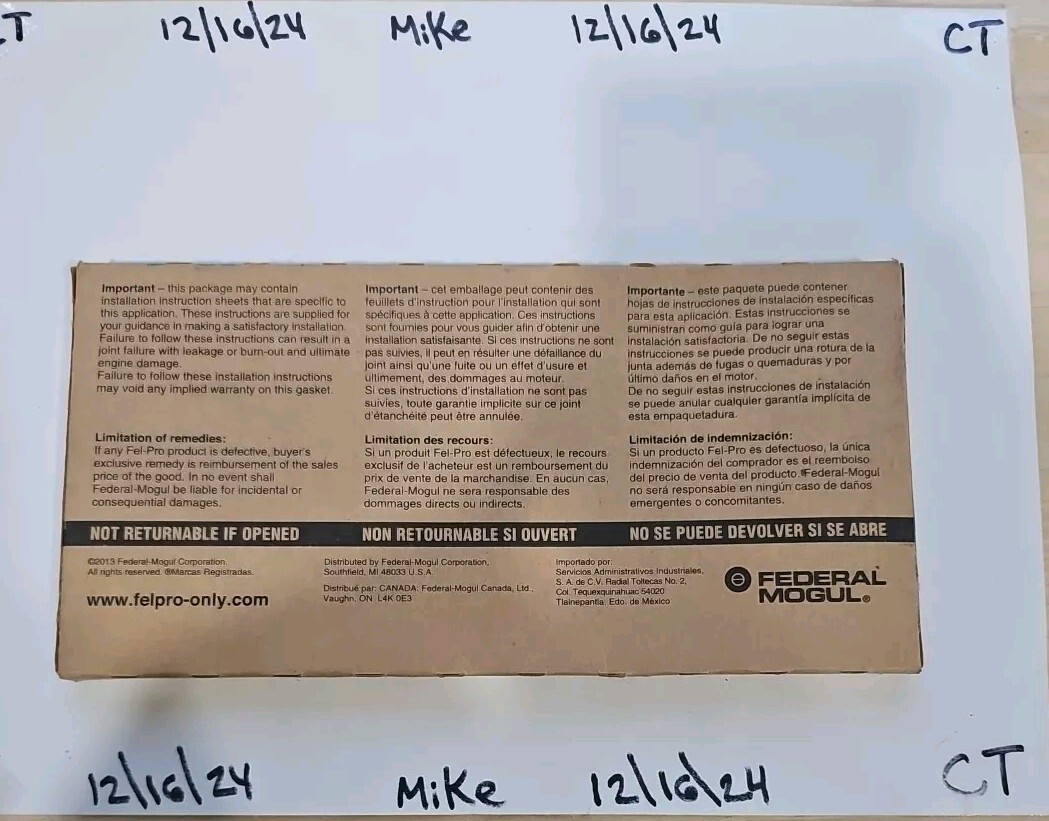 CT 12/16/24 Mike 12/16/24 CT
Important – this package may contain
installation instruction sheets that are specific to
this application. These instructions are supplied for
your guidance in making a satisfactory installation.
Failure to follow these instructions can result in a
joint failure with leakage or burn-out and ultimate
engine damage.
Failure to follow these installation instructions
may void any implied warranty on this gasket.
Limitation of remedies:
If any Fel-Pro product is defective, buyer's
exclusive remedy is reimbursement of the sales
price of the good. In no event shall
Federal-Mogul be liable for incidental or
consequential damages.
Important – cet emballage peut contenir des
feuillets d'instruction pour l'installation qui sont
spécifiques à cette application. Ces instructions
sont fournies pour vous guider afin d'obtenir une
installation satisfaisante. Si ces instructions ne sont
pas suivies, il peut en résulter une défaillance du
joint ainsi qu'une fuite ou un effet d'usure et
ultimement, des dommages au moteur.
Si ces instructions d'installation ne sont pas
suivies, toute garantie implicite sur ce joint
d'étanchéité peut être annulée.
Limitation des recours:
Si un produit Fel-Pro est défectueux, le recours
exclusif de l'acheteur est un remboursement du
prix de vente de la marchandise. En aucun cas,
Federal-Mogul ne sera responsable des
dommages directs ou indirects.
Importante – este paquete puede contener
hojas de instrucciones de instalación específicas
para esta aplicación. Estas instrucciones se
suministran como guía para lograr una
instalación satisfactoria. De no seguir estas
instrucciones se puede producir una rotura de la
junta además de fugas o quemaduras y por
último daños en el motor.
De no seguir estas instrucciones de instalación
se puede anular cualquier garantía implícita de
esta empaquetadura.
Limitación de indemnización:
Si un producto Fel-Pro es defectuoso, la única
indemnización del comprador es el reembolso
del precio de venta del producto. Federal-Mogul
no será responsable en ningún caso de daños
emergentes o concomitantes.
NOT RETURNABLE IF OPENED NON RETOURNABLE SI OUVERT NO SE PUEDE DEVOLVER SI SE ABRE
©2013 Federal-Mogul Corporation.
All rights reserved. ®Marcas Registradas.
www.felpro-only.com
Distributed by Federal-Mogul Corporation,
Southfield, MI 48033 U.S.A
Distribué par: CANADA: Federal-Mogul Canada, Ltd.,
Vaughn, ON L4K 0E3
Importado por:
Servicios Administrativos Industriales,
S. A. de C.V. Radial Toltecas No. 2,
Col. Tequexquinahuac 54020
Tlalnepantla, Edo. de México
FEDERAL
MOGUL®
12/16/24 Mike 12/16/24 CT